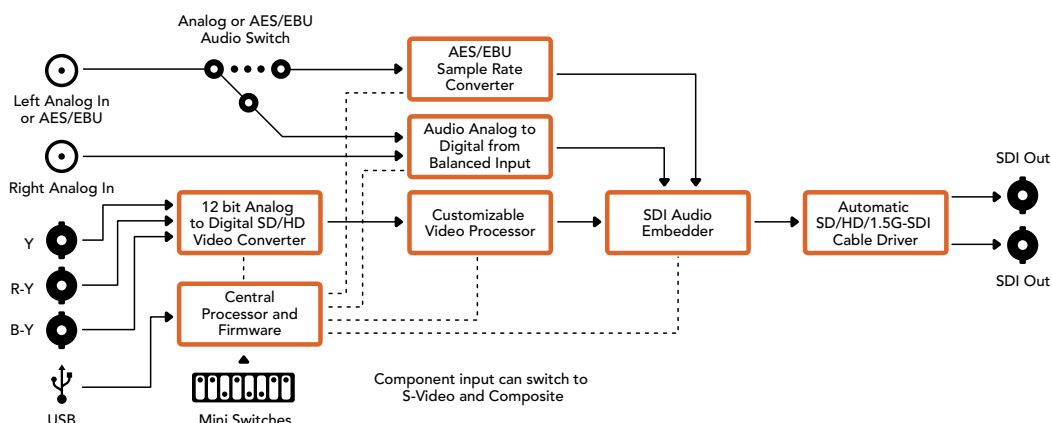 Analog or AES/EBU
Audio Switch
AES/EBU
Sample Rate
Converter
Left Analog In
or AES/EBU
Audio Analog to
Digital from
Balanced Input
Right Analog In
SDI Out
12 bit Analog
to Digital SD/HD
Video Converter
Customizable
Video Processor
SDI Audio
Embedder
Automatic
SD/HD/1.5G-SDI
Cable Driver
Y
R-Y
SDI Out
B-Y
Central
Processor and
Firmware
Component input can switch to
S-Video and Composite
USB
Mini Switches